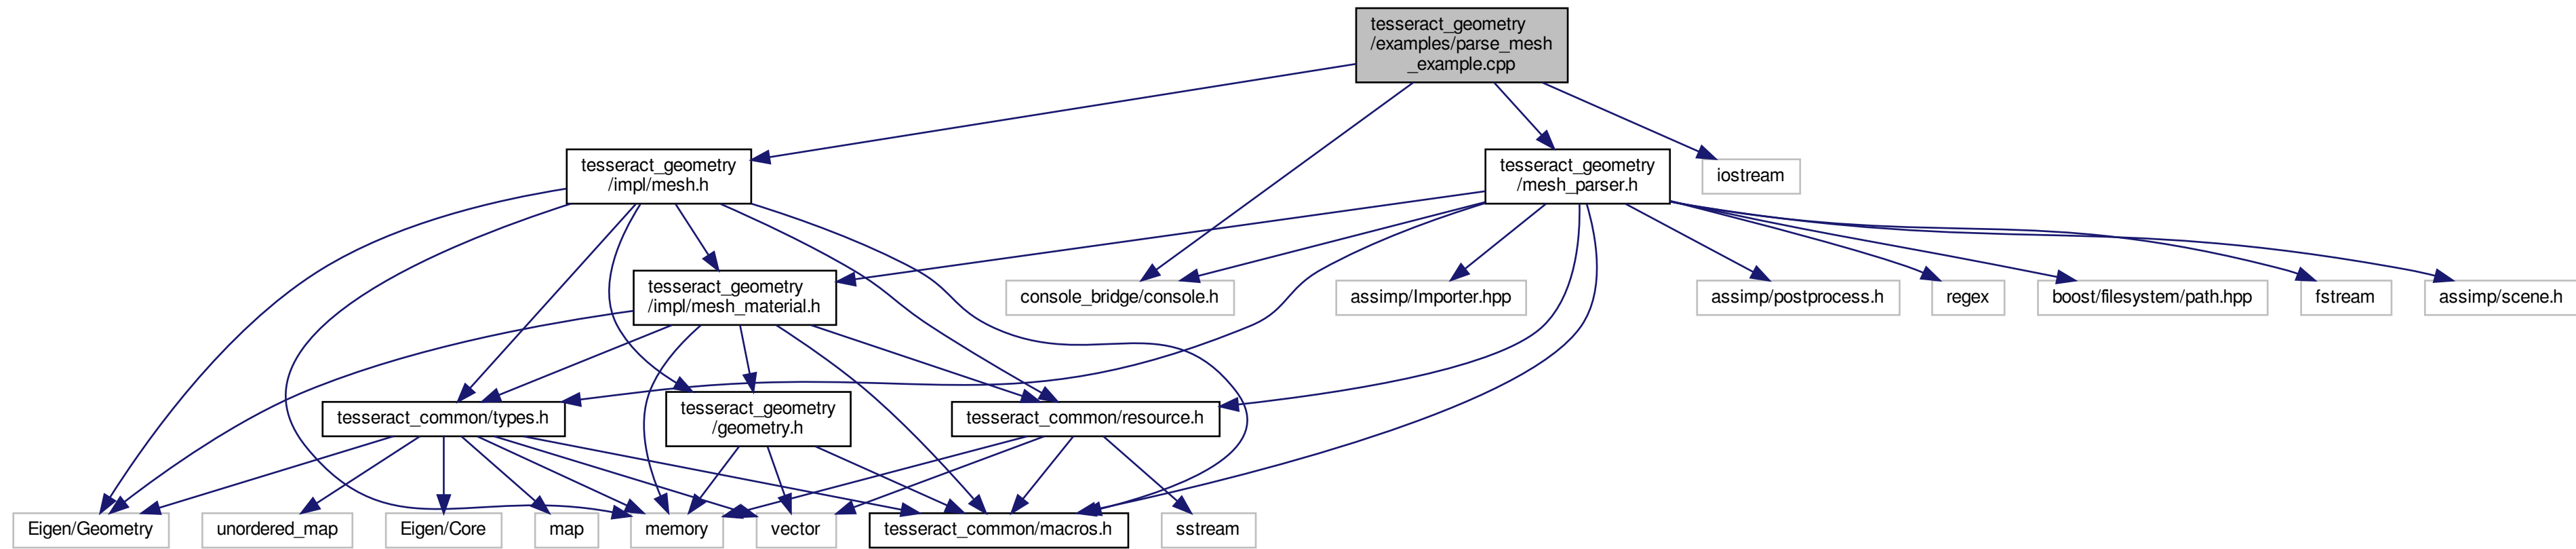 tesseract_geometry
/examples/parse_mesh
_example.cpp
tesseract_geometry
/impl/mesh.h
tesseract_geometry
/mesh_parser.h
iostream
tesseract_geometry
/impl/mesh_material.h
console_bridge/console.h
assimp/Importer.hpp
assimp/postprocess.h
regex
boost/filesystem/path.hpp
fstream
assimp/scene.h
tesseract_common/types.h
tesseract_geometry
/geometry.h
tesseract_common/resource.h
Eigen/Geometry
unordered_map
Eigen/Core
map
memory
vector
tesseract_common/macros.h
sstream